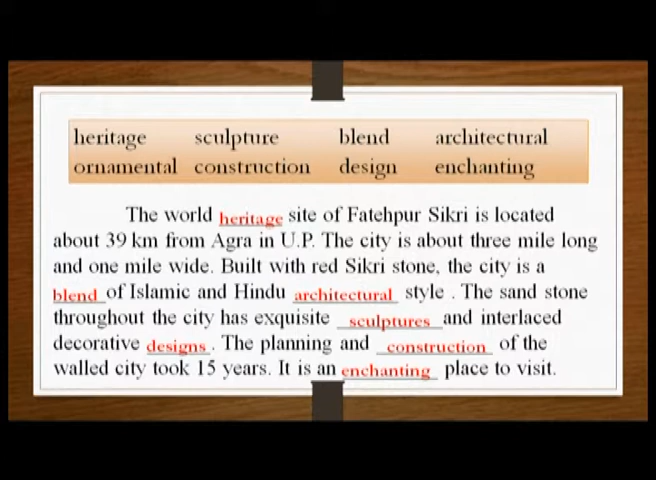 heritage sculpture blend architectural
ornamental construction design enchanting
The world heritage site of Fatehpur Sikri is located
about 39 km from Agra in U.P. The city is about three mile long
and one mile wide. Built with red Sikri stone, the city is a
blend of Islamic and Hindu architectural style . The sand stone
throughout the city has exquisite sculptures and interlaced
decorative designs . The planning and construction of the
walled city took 15 years. It is an enchanting place to visit.